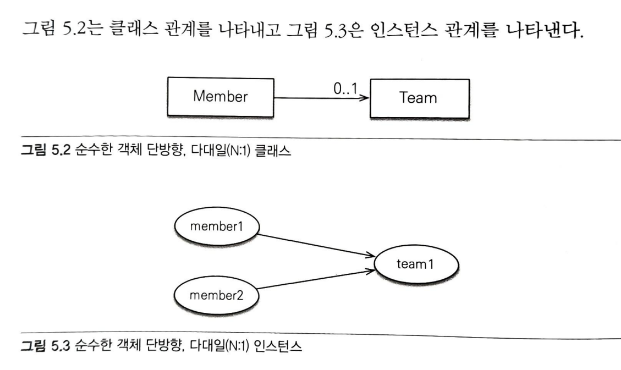 그림 5.2는 클래스 관계를 나타내고 그림 5.3은 인스턴스 관계를 나타낸다.
Member 0..1 Team
그림 5.2 순수한 객체 단방향, 다대일(N:1) 클래스
member1
team1
member2
그림 5.3 순수한 객체 단방향, 다대일(N:1) 인스턴스